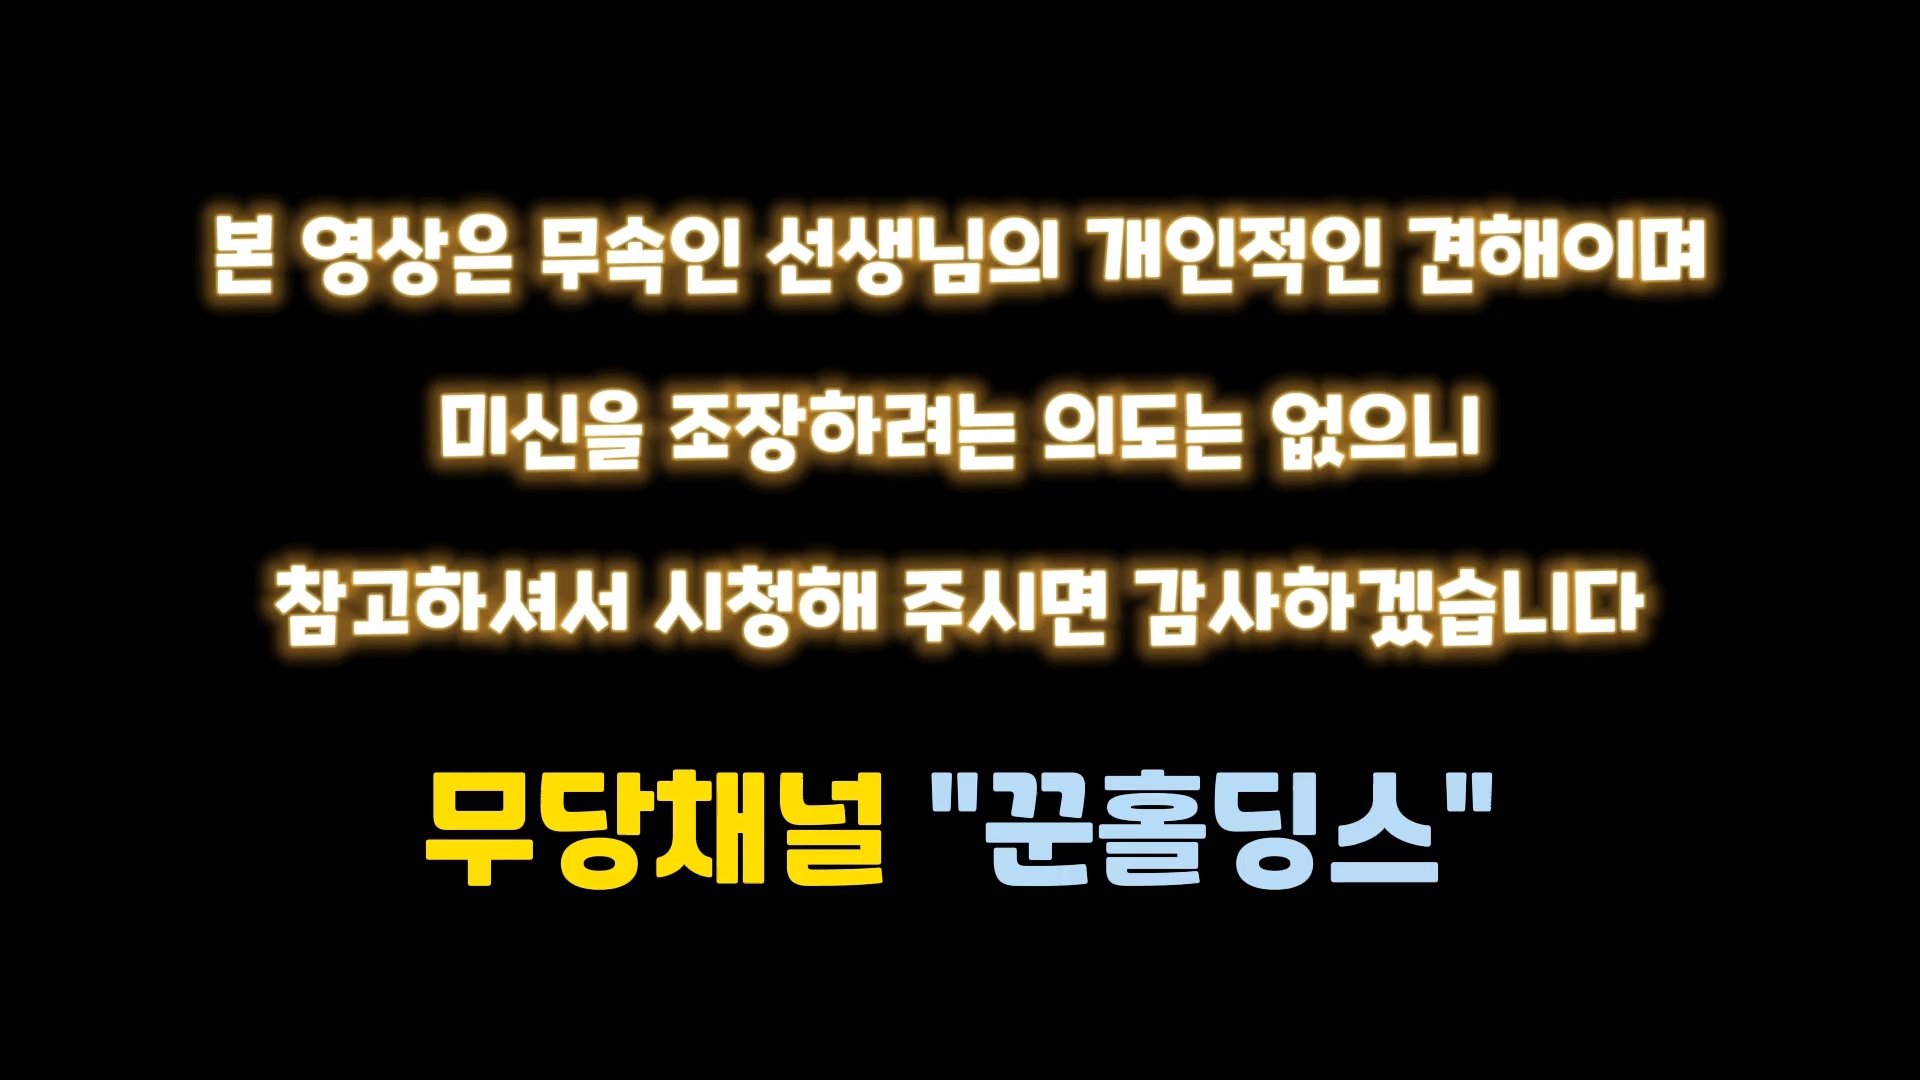 본 영상은 무속인 선생님의 개인적인 견해이며
미신을 조장하려는 의도는 없으니
참고하셔서 시청해 주시면 감사하겠습니다
무당채널 "꾼홀딩스"